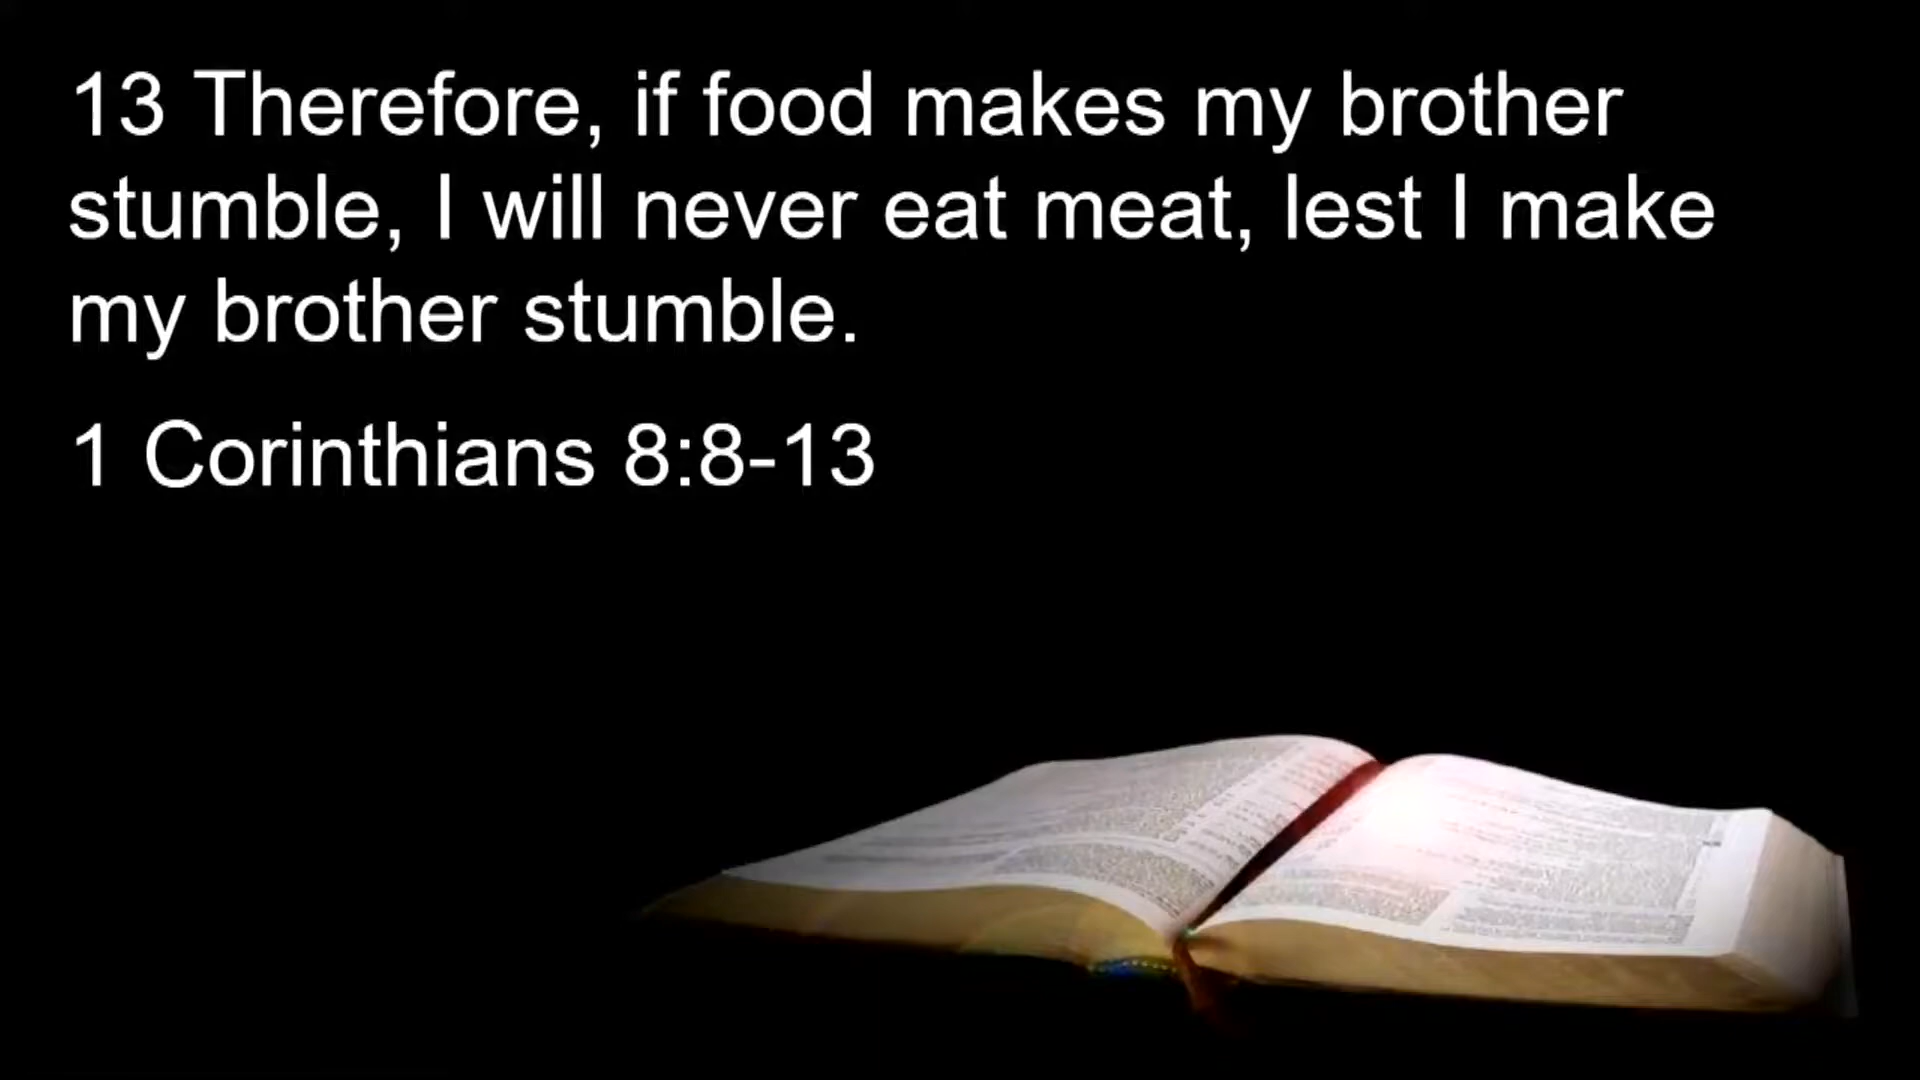 13 Therefore, if food makes my brother
stumble, I will never eat meat, lest I make
my brother stumble.
1 Corinthians 8:8-13